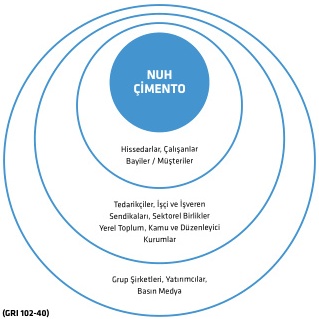 NUH
ÇİMENTO
Hissedarlar, Çalışanlar
Bayiler / Müşteriler
Tedarikçiler, İşçi ve İşveren
Sendikaları, Sektorel Birlikler
Yerel Toplum, Kamu ve Düzenleyici
Kurumlar
Grup Şirketleri, Yatırımcılar,
Basın Medya
(GRI 102-40)